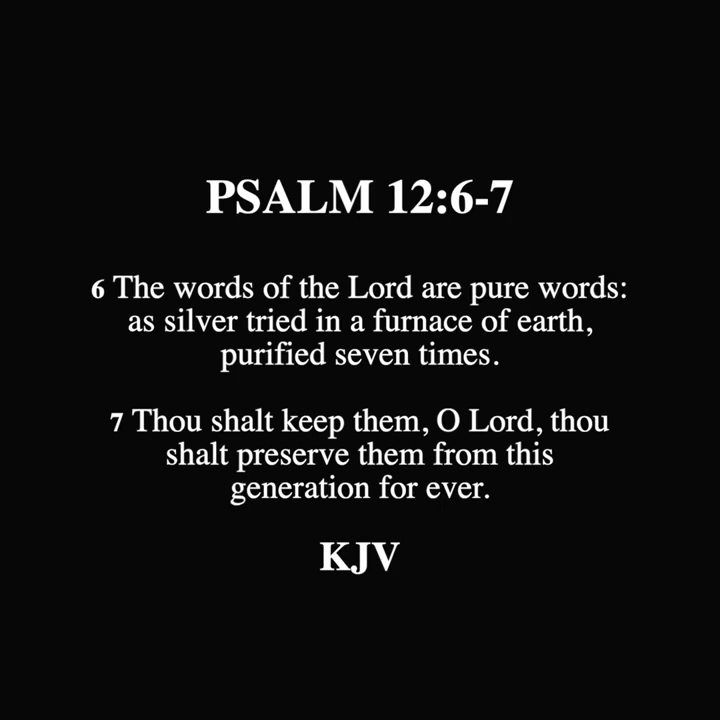 PSALM 12:6-7
6 The words of the Lord are pure words:
as silver tried in a furnace of earth,
purified seven times.
7 Thou shalt keep them, O Lord, thou
shalt preserve them from this
generation for ever.
KJV